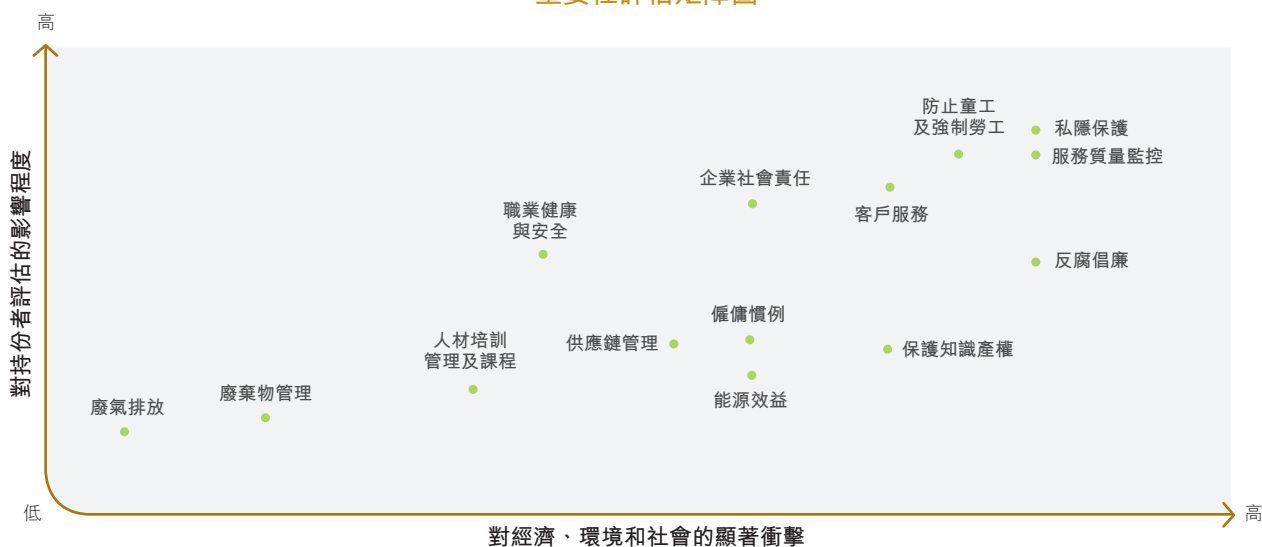 高
對持份者評估的影響程度
防止童工
及強制勞工
私隱保護
服務質量監控
企業社會責任
客戶服務
職業健康
與安全
反腐倡廉
僱傭慣例
人材培訓
管理及課程
供應鏈管理
保護知識產權
廢棄物管理
能源效益
廢氣排放
低
高
對經濟、環境和社會的顯著衝擊